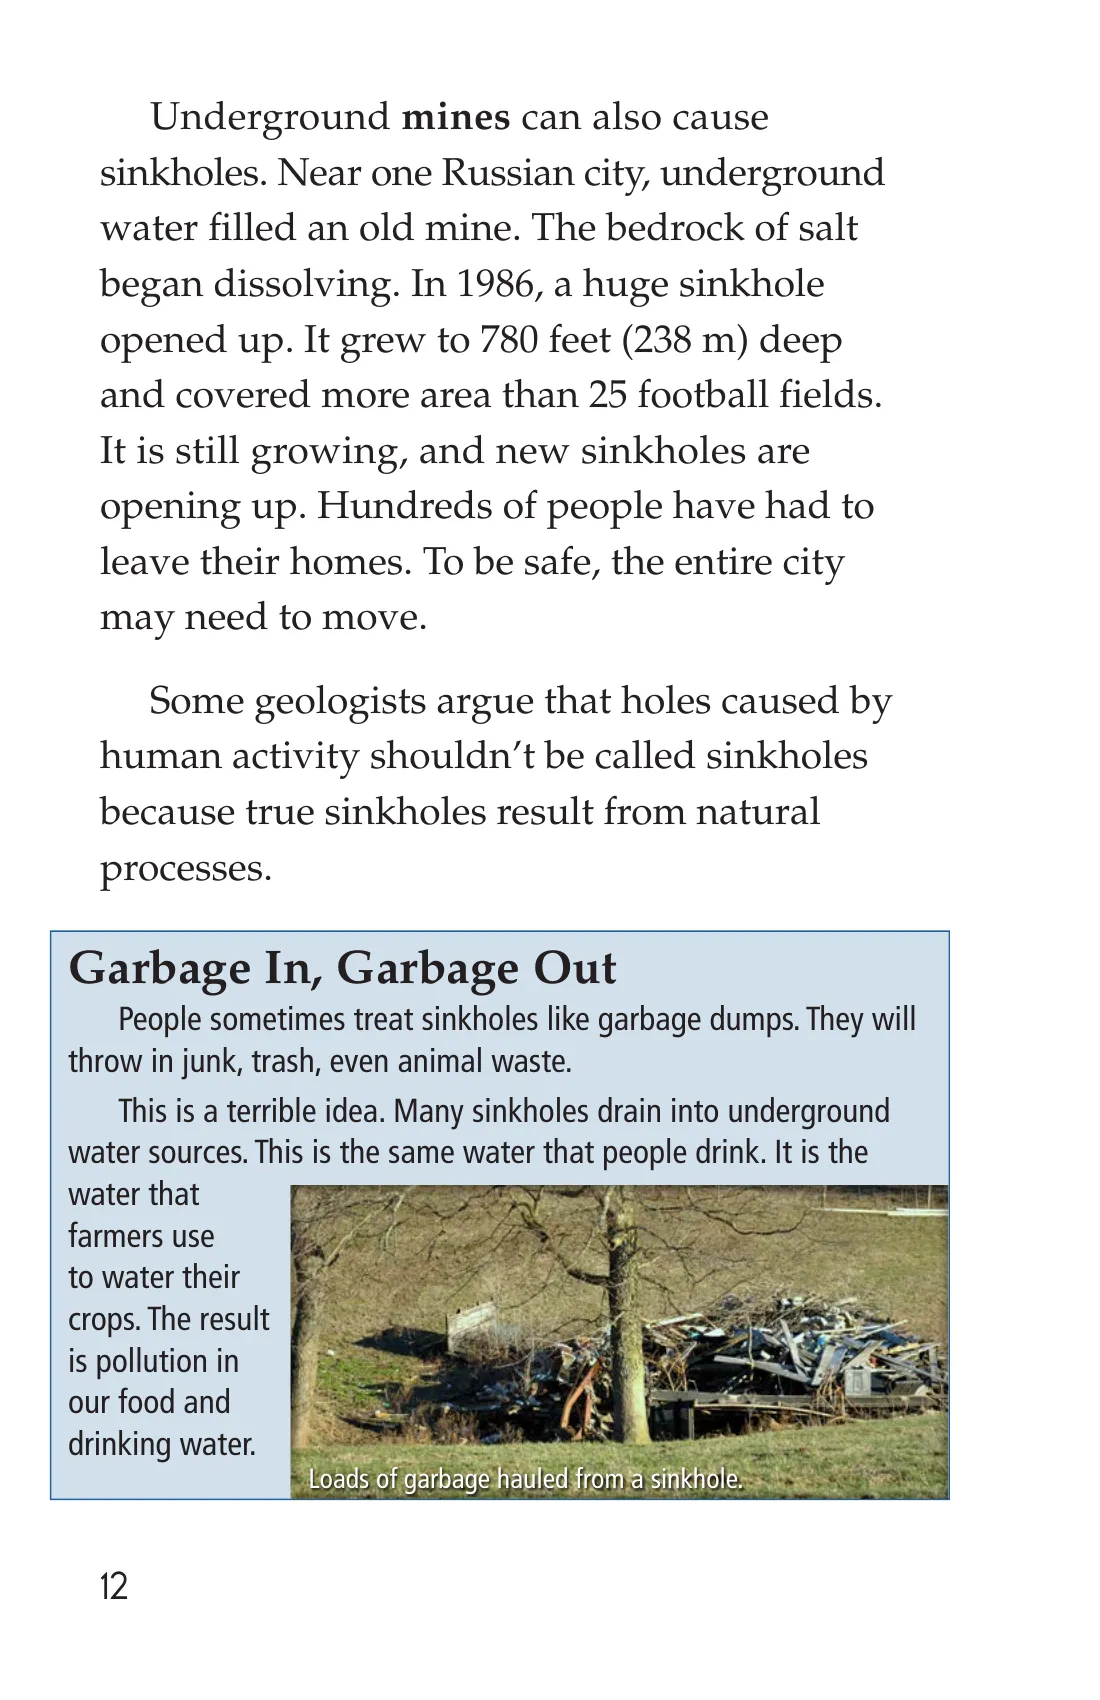 Underground mines can also cause
sinkholes. Near one Russian city, underground
water filled an old mine. The bedrock of salt
began dissolving. In 1986, a huge sinkhole
opened up. It grew to 780 feet (238 m) deep
and covered more area than 25 football fields.
It is still growing, and new sinkholes are
opening up. Hundreds of people have had to
leave their homes. To be safe, the entire city
may need to move.
Some geologists argue that holes caused by
human activity shouldn’t be called sinkholes
because true sinkholes result from natural
processes.
Garbage In, Garbage Out
People sometimes treat sinkholes like garbage dumps. They will
throw in junk, trash, even animal waste.
This is a terrible idea. Many sinkholes drain into underground
water sources. This is the same water that people drink. It is the
water that
farmers use
to water their
crops. The result
is pollution in
our food and
drinking water.
Loads of garbage hauled from a sinkhole.
12